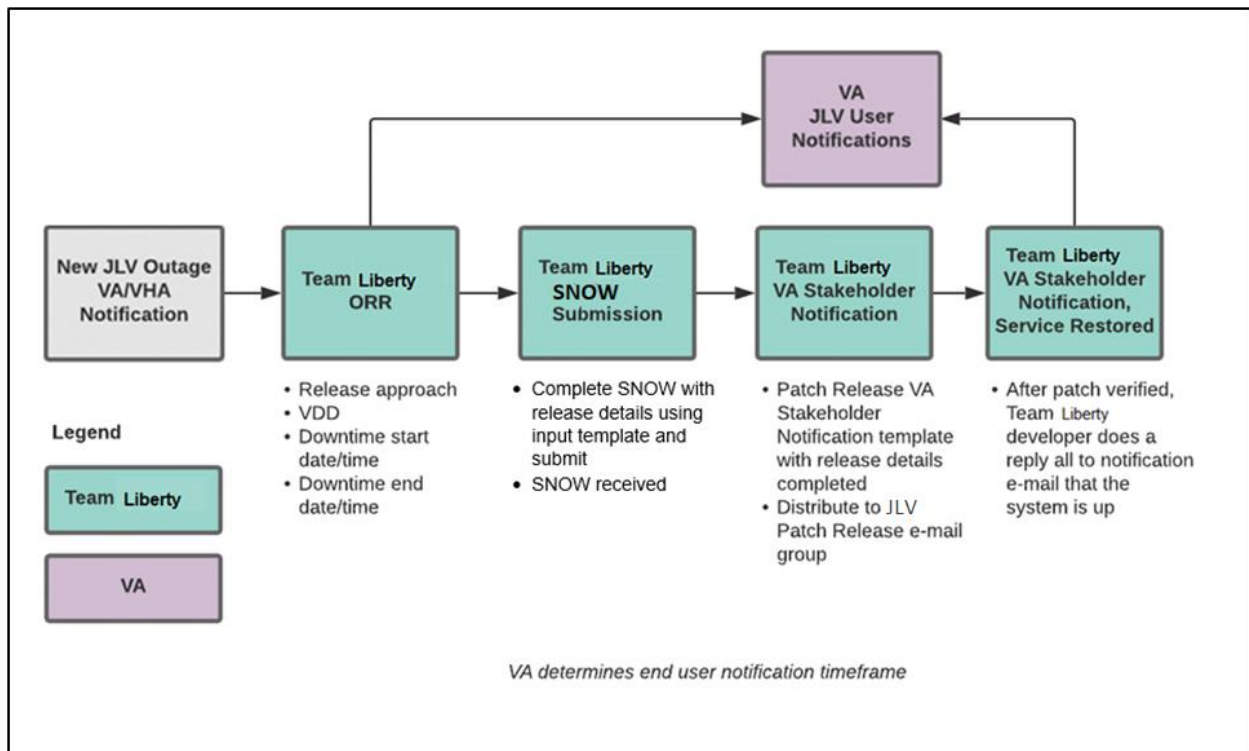 VA
JLV User
Notifications
New JLV Outage
VA/VHA
Notification
Team Liberty
ORR
Team Liberty
SNOW
Submission
Team Liberty
VA Stakeholder
Notification
Team Liberty
VA Stakeholder
Notification,
Service Restored
• Release approach
• VDD
• Downtime start
date/time
• Downtime end
date/time
• Complete SNOW with
release details using
input template and
submit
• SNOW received
• Patch Release VA
Stakeholder
Notification template
with release details
completed
• Distribute to JLV
Patch Release e-mail
group
• After patch verified,
Team Liberty
developer does a
reply all to notification
e-mail that the
system is up
Legend
Team Liberty
VA
VA determines end user notification timeframe